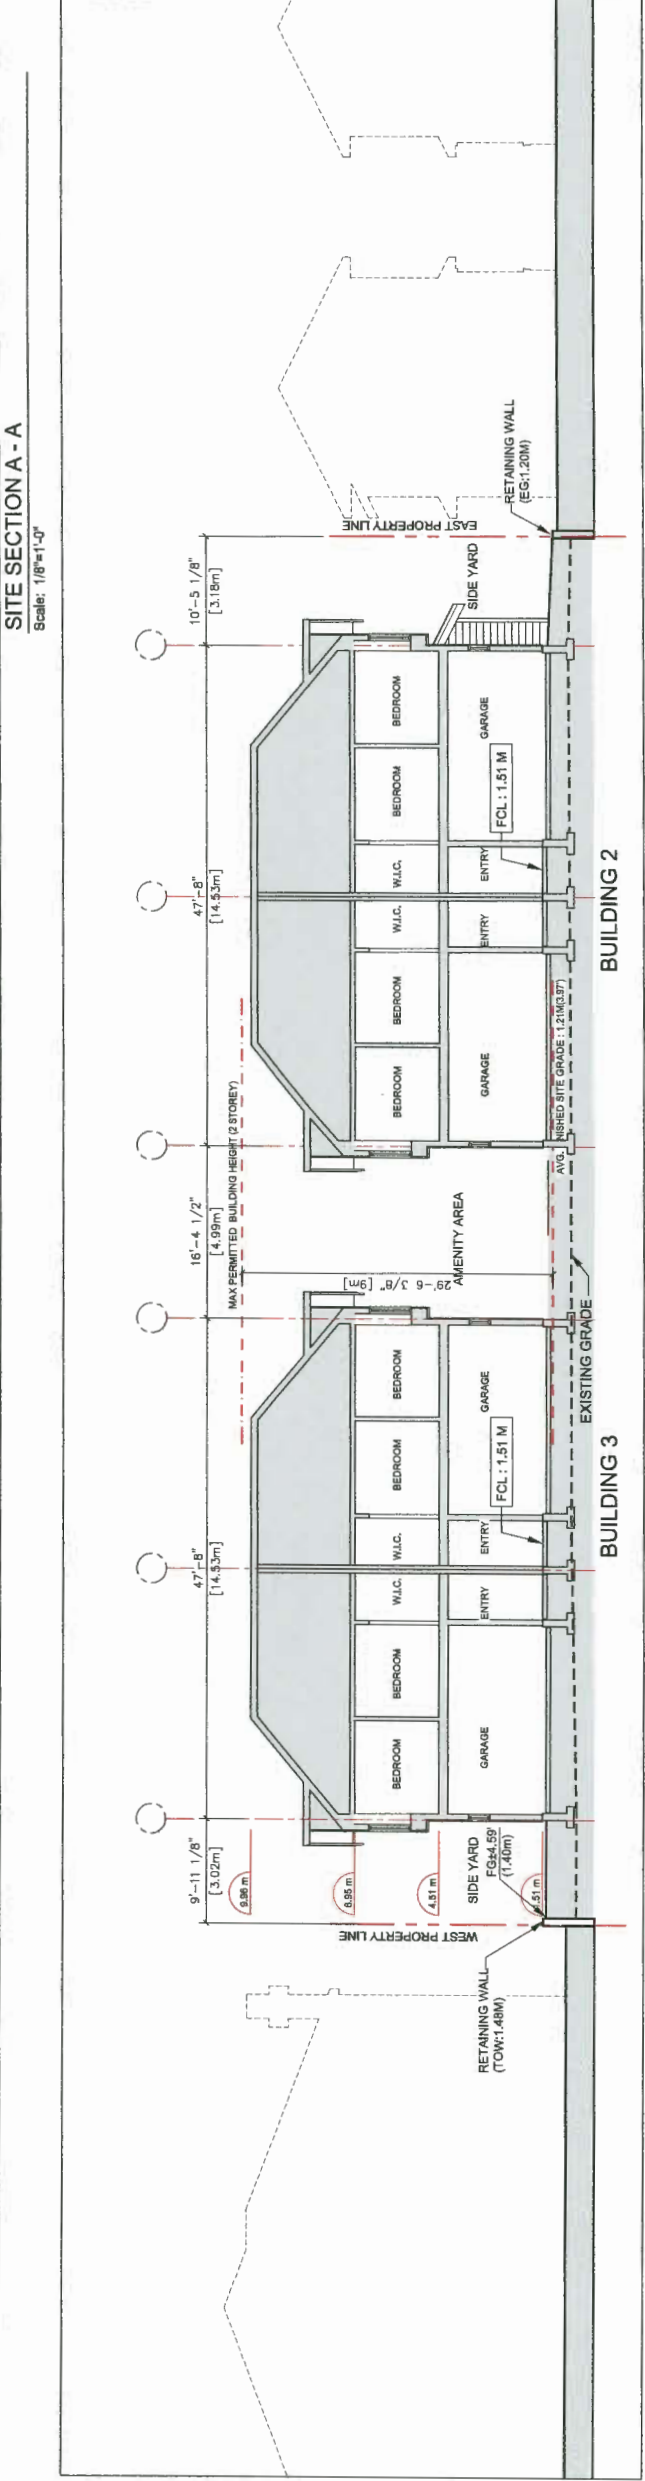 SITE SECTION A - A
Scale: 1/8"=1'-0"
9'-11 1/8"
[3.02m]
47'-8"
[14.53m]
16'-4 1/2"
[4.99m]
47'-8"
[14.53m]
10'-5 1/8"
[3.18m]
MAX PERMITTED BUILDING HEIGHT (2 STOREY)
29'-6 3/8" [9m]
WEST PROPERTY LINE
EAST PROPERTY LINE
9.96 m
6.95 m
4.51 m
.51 m
BEDROOM
BEDROOM
W.I.C.
W.I.C.
BEDROOM
BEDROOM
BEDROOM
BEDROOM
W.I.C.
W.I.C.
BEDROOM
BEDROOM
SIDE YARD
FG±4.59'
(1.40m)
GARAGE
ENTRY
ENTRY
GARAGE
FCL : 1.51 M
AMENITY AREA
GARAGE
ENTRY
ENTRY
GARAGE
FCL : 1.51 M
SIDE YARD
RETAINING WALL
(TOW:1.48M)
RETAINING WALL
(EG:1.20M)
AVG. NISHED SITE GRADE : 1.21M(3.97')
EXISTING GRADE
BUILDING 3
BUILDING 2